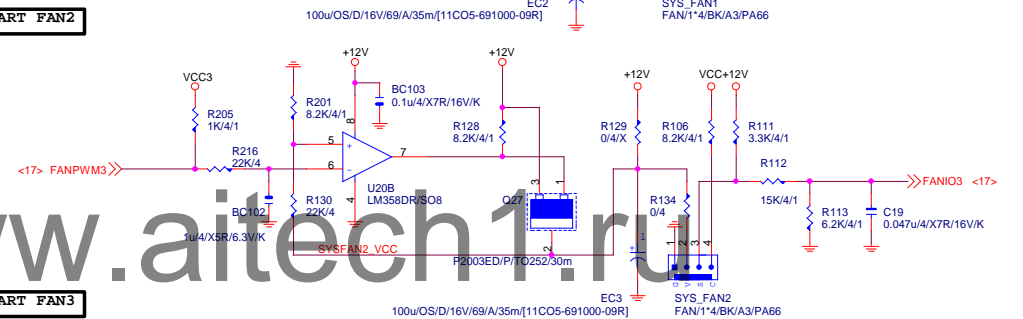 EC2
100u/OS/D/16V/69/A/35m/[11CO5-691000-09R]
SYS_FAN1
FAN/1*4/BK/A3/PA66
ART FAN2
VCC3
R205
1K/4/1
R216
22K/4
<17> FANPWM3
BC102
1u/4/X5R/6.3V/K
R201
8.2K/4/1
R130
22K/4
+12V
BC103
0.1u/4/X7R/16V/K
8
5
6
7
4
+
-
U20B
LM358DR/SO8
SYSFAN2_VCC
+12V
R128
8.2K/4/1
3
1
Q27
2
P2003ED/P/TO252/30m
+12V
R129
0/4/X
R134
0/4
1
+
EC3
100u/OS/D/16V/69/A/35m/[11CO5-691000-09R]
VCC
+12V
R106
8.2K/4/1
R111
3.3K/4/1
1
2
3
4
G
V
S
C
SYS_FAN2
FAN/1*4/BK/A3/PA66
R112
15K/4/1
R113
6.2K/4/1
C19
0.047u/4/X7R/16V/K
FANIO3 <17>
w.aitech1.ru
ART FAN3